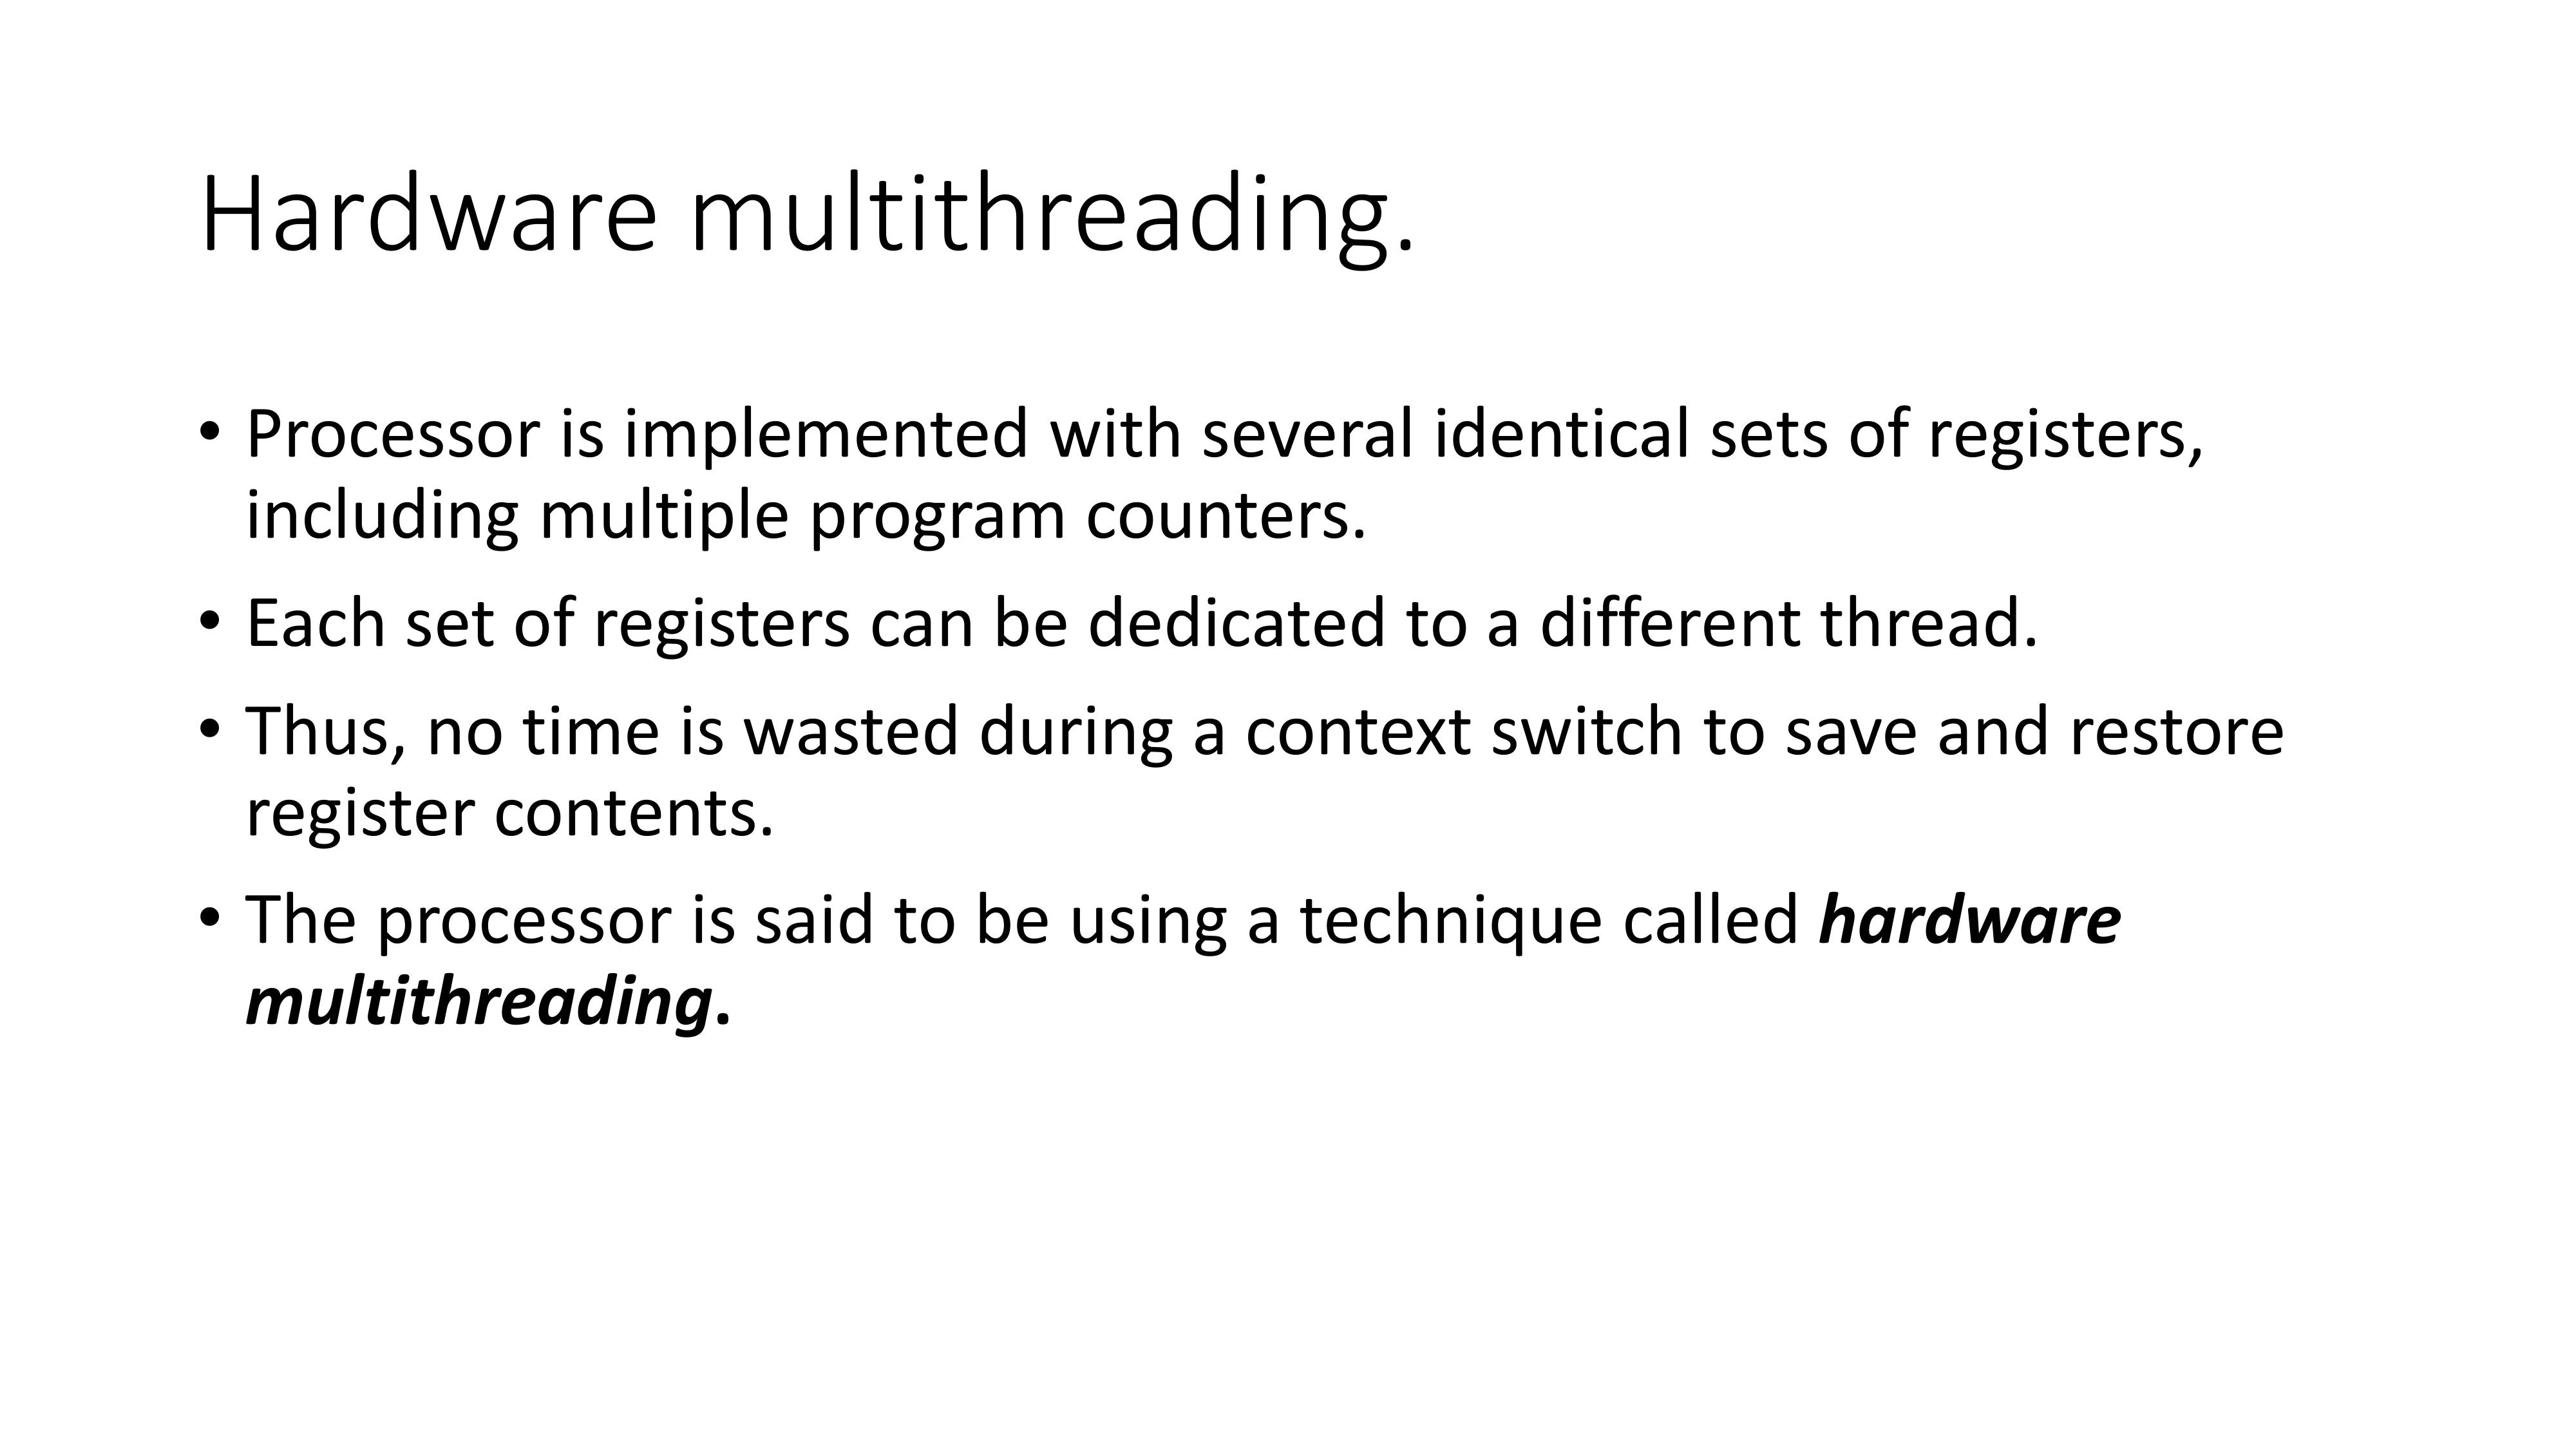 Hardware multithreading.
• Processor is implemented with several identical sets of registers,
including multiple program counters.
• Each set of registers can be dedicated to a different thread.
• Thus, no time is wasted during a context switch to save and restore
register contents.
• The processor is said to be using a technique called hardware
multithreading.